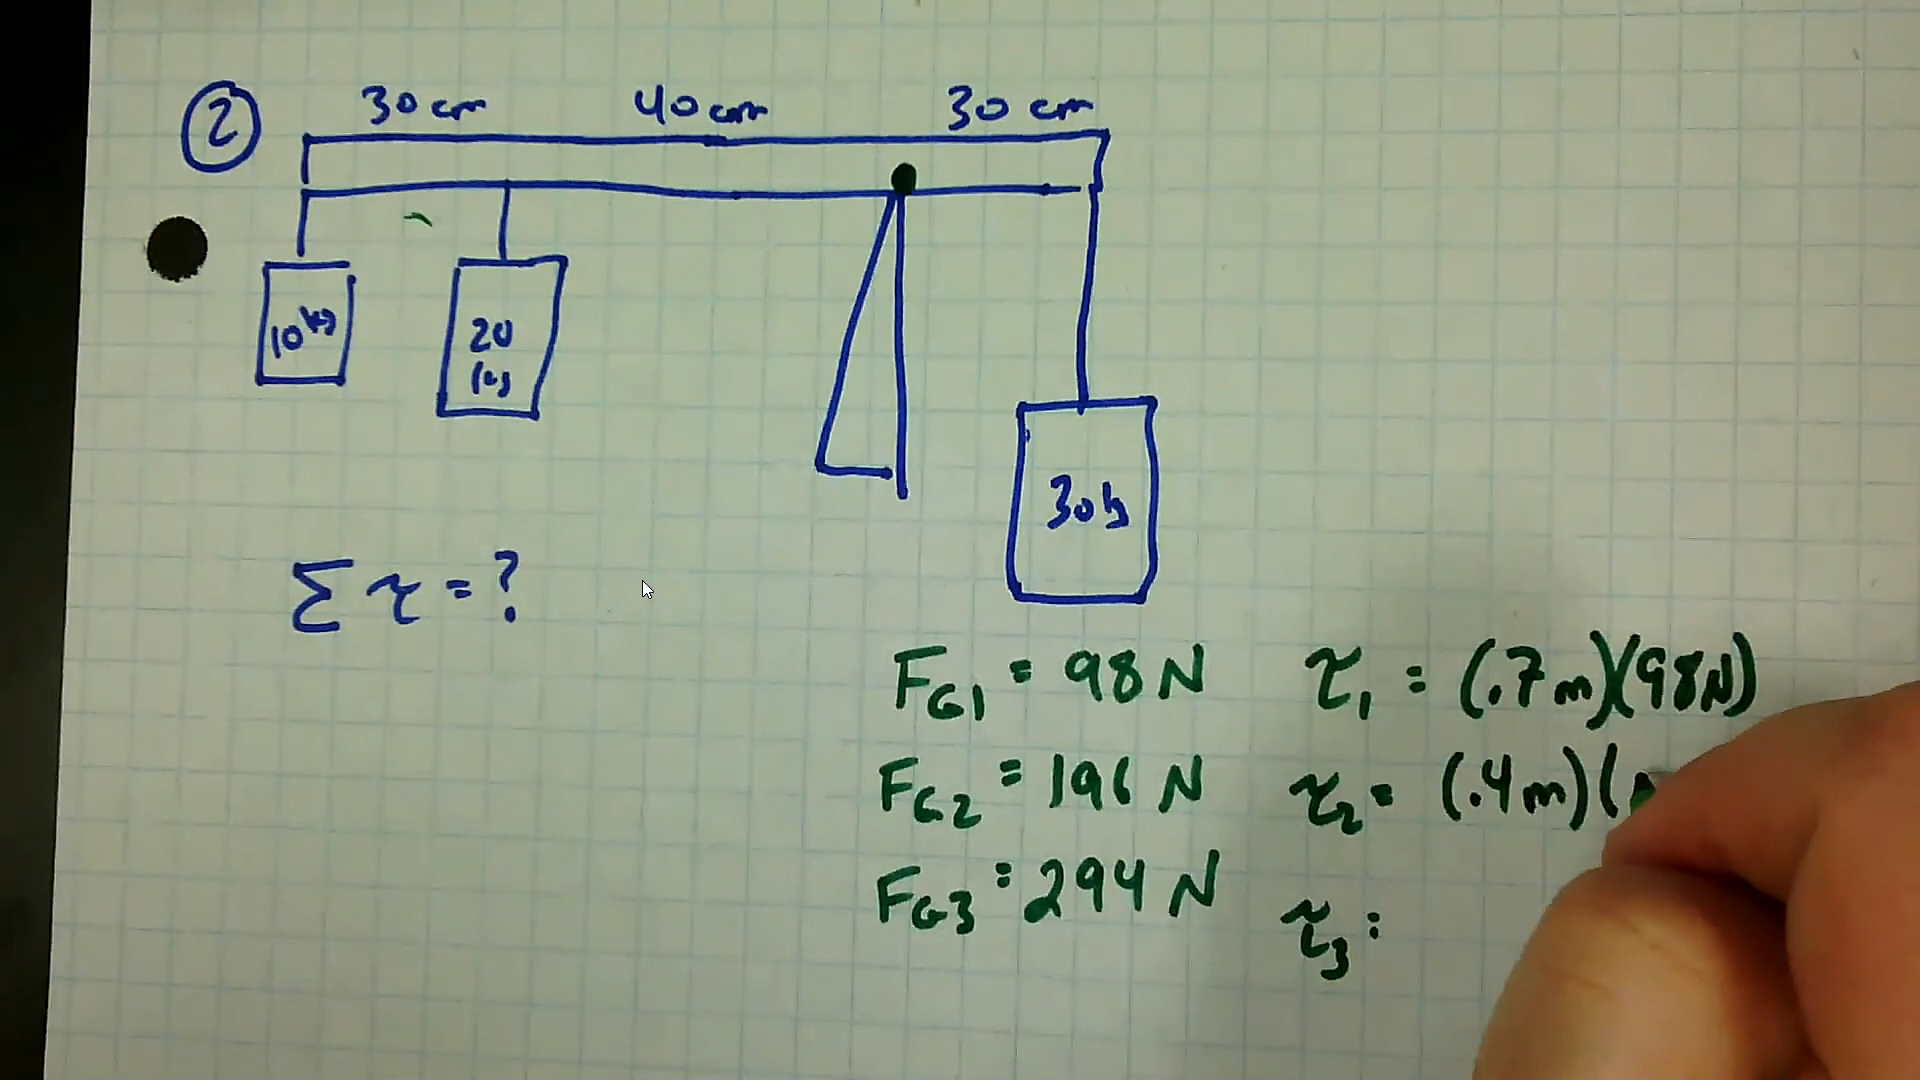 ②
30 cm 40 cm 30 cm
10 kg
20
kg
30 kg
Σ τ = ?
FG1 = 98 N τ1 = (.7 m)(98 N)
FG2 = 196 N τ2 = (.4 m)(
FG3 = 294 N τ3 =